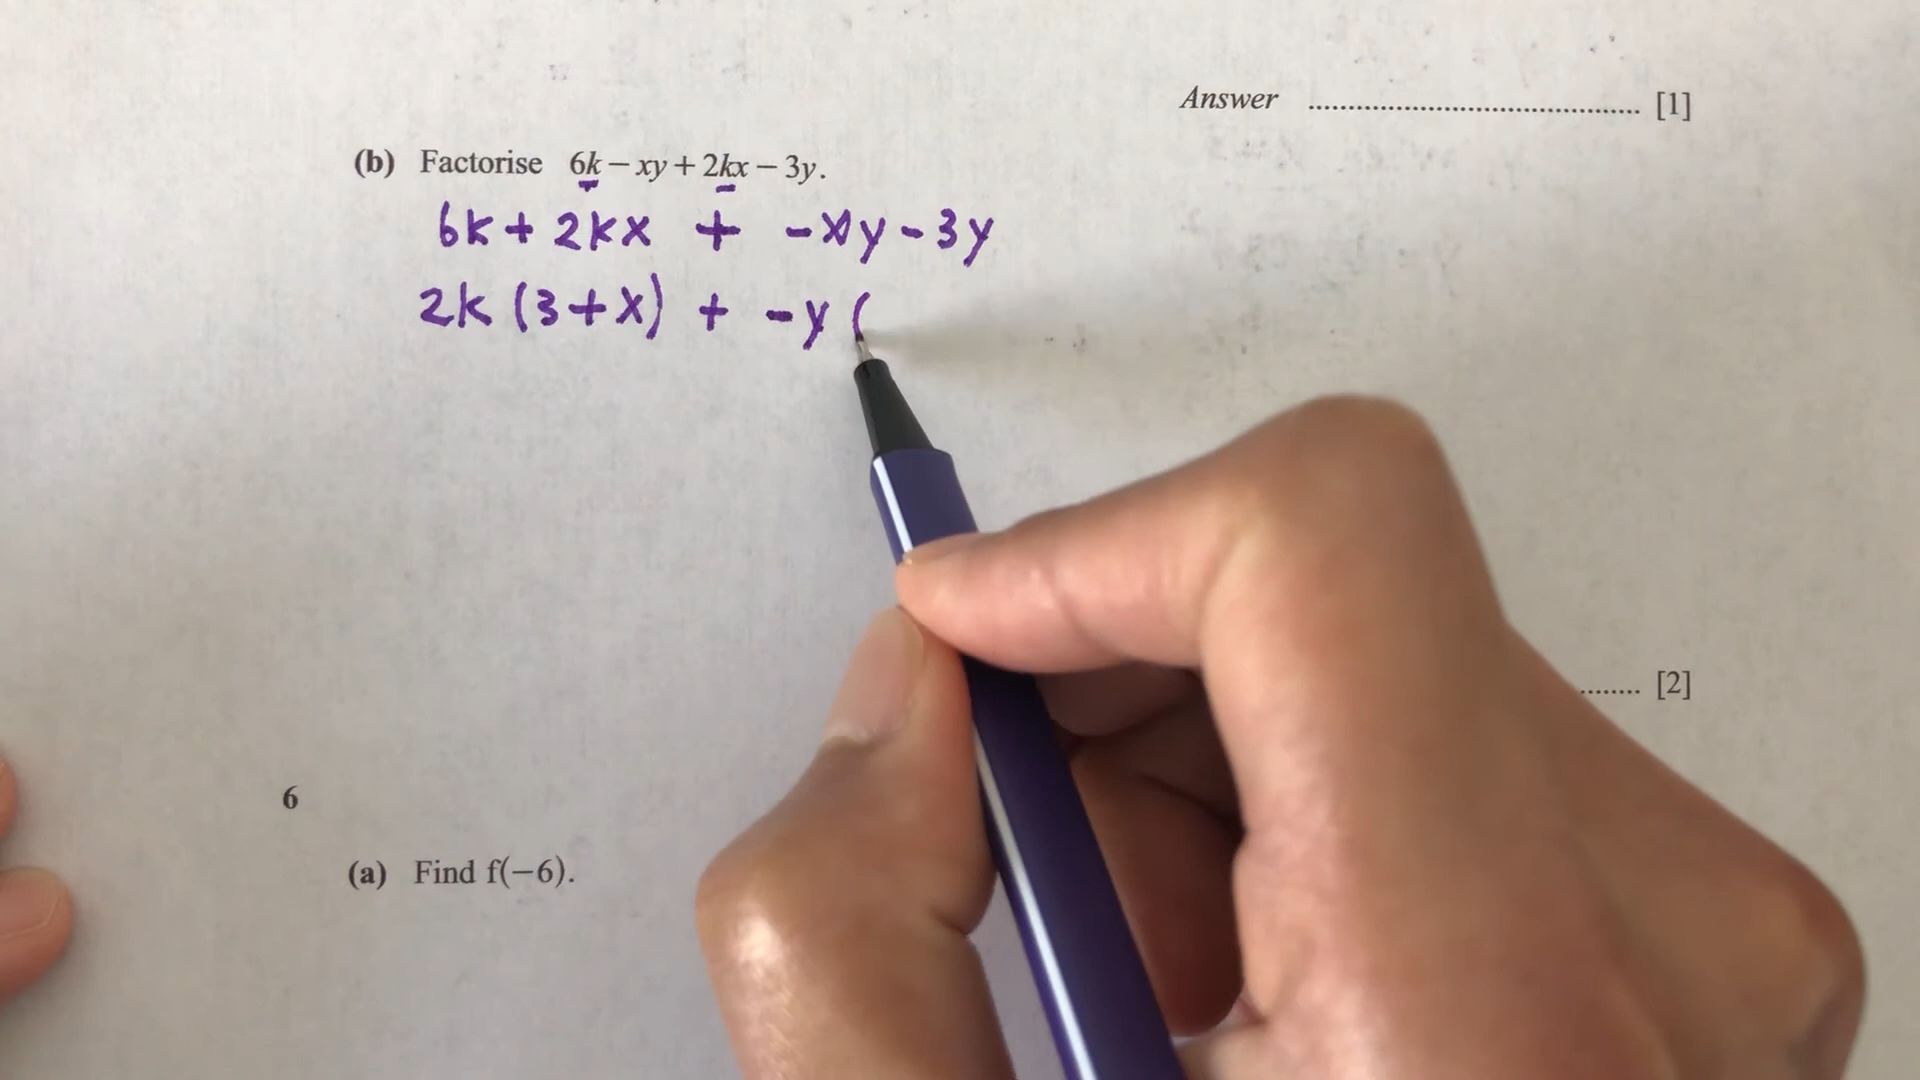 Answer ........................................ [1]
(b) Factorise 6k − xy + 2kx − 3y.
6k + 2kx + -xy - 3y
2k (3+x) + -y (
........ [2]
6
(a) Find f(−6).